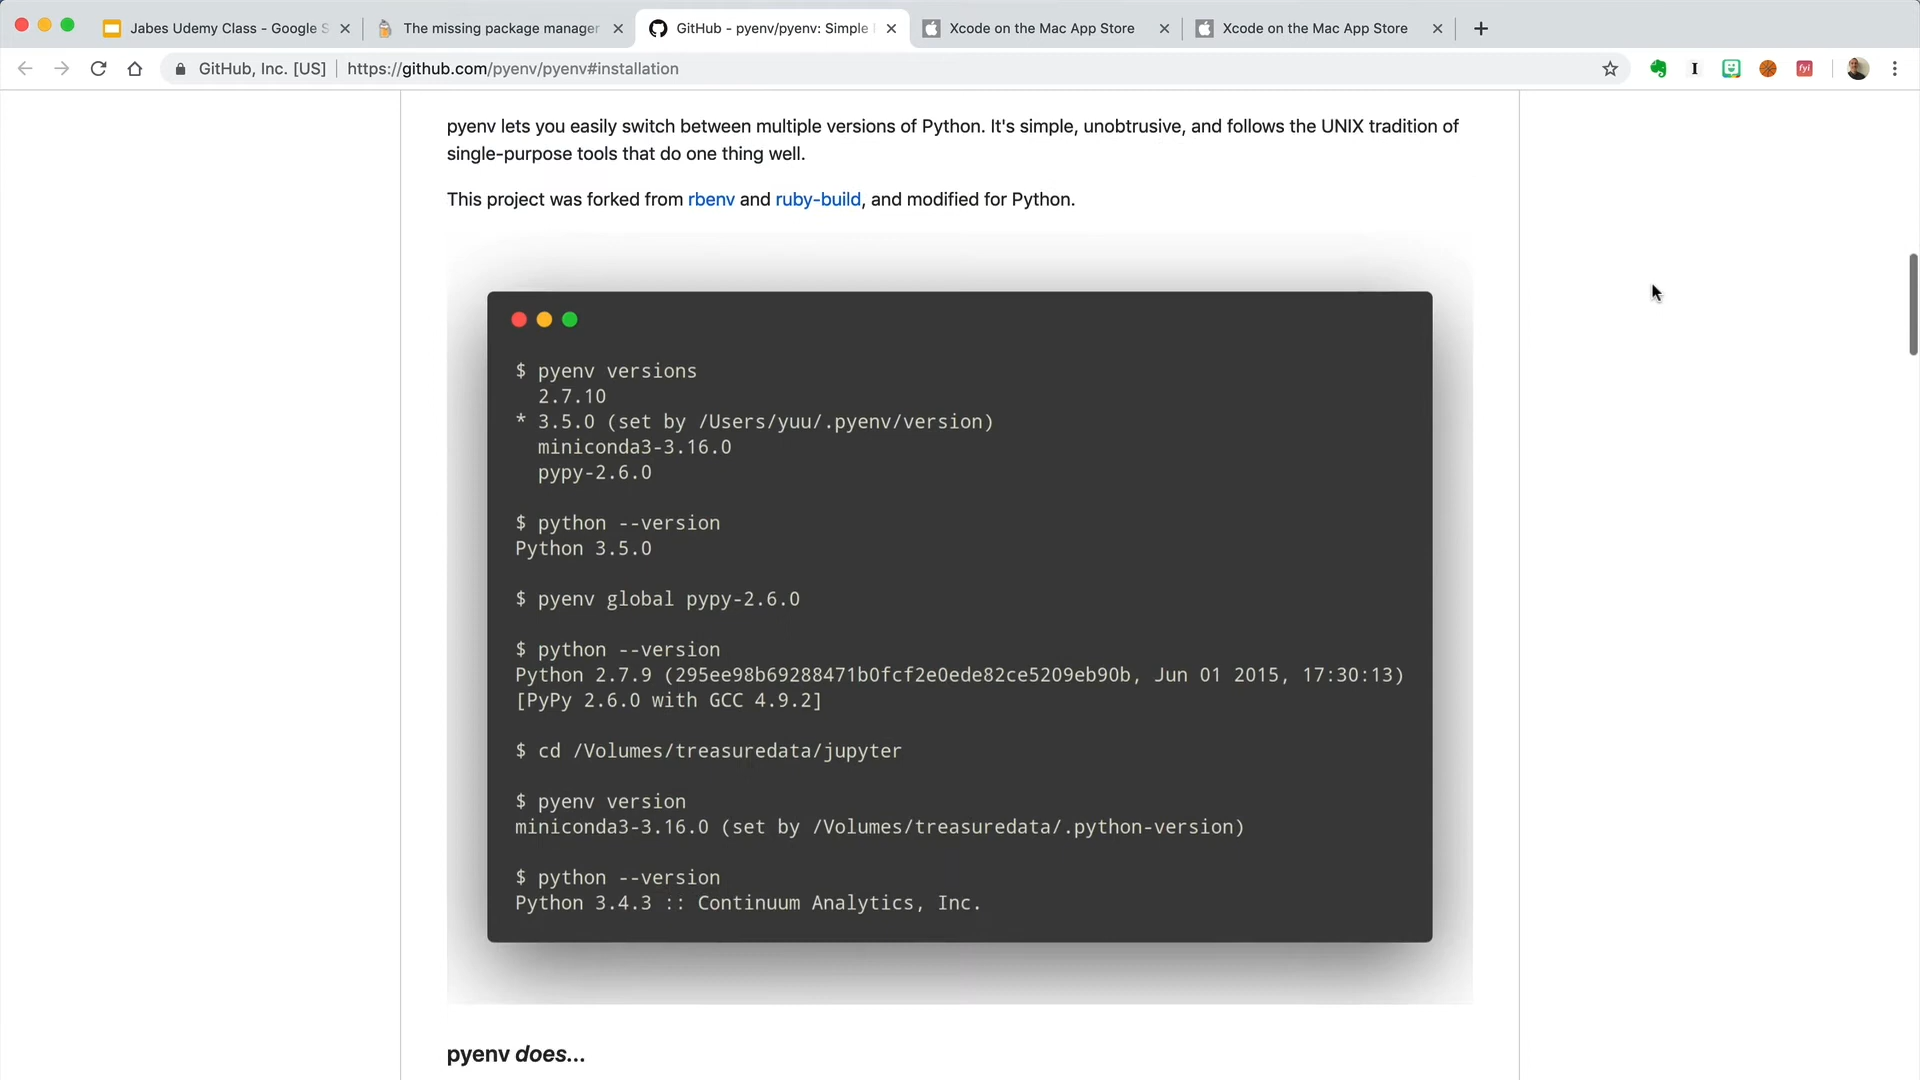 Jabes Udemy Class - Google S
The missing package manager
GitHub - pyenv/pyenv: Simple
Xcode on the Mac App Store
Xcode on the Mac App Store
GitHub, Inc. [US]
https://github.com/pyenv/pyenv#installation
I
fyi
pyenv lets you easily switch between multiple versions of Python. It's simple, unobtrusive, and follows the UNIX tradition of
single-purpose tools that do one thing well.
This project was forked from rbenv and ruby-build, and modified for Python.
$ pyenv versions
2.7.10
* 3.5.0 (set by /Users/yuu/.pyenv/version)
miniconda3-3.16.0
pypy-2.6.0
$ python --version
Python 3.5.0
$ pyenv global pypy-2.6.0
$ python --version
Python 2.7.9 (295ee98b69288471b0fcf2e0ede82ce5209eb90b, Jun 01 2015, 17:30:13)
[PyPy 2.6.0 with GCC 4.9.2]
$ cd /Volumes/treasuredata/jupyter
$ pyenv version
miniconda3-3.16.0 (set by /Volumes/treasuredata/.python-version)
$ python --version
Python 3.4.3 :: Continuum Analytics, Inc.
pyenv does...